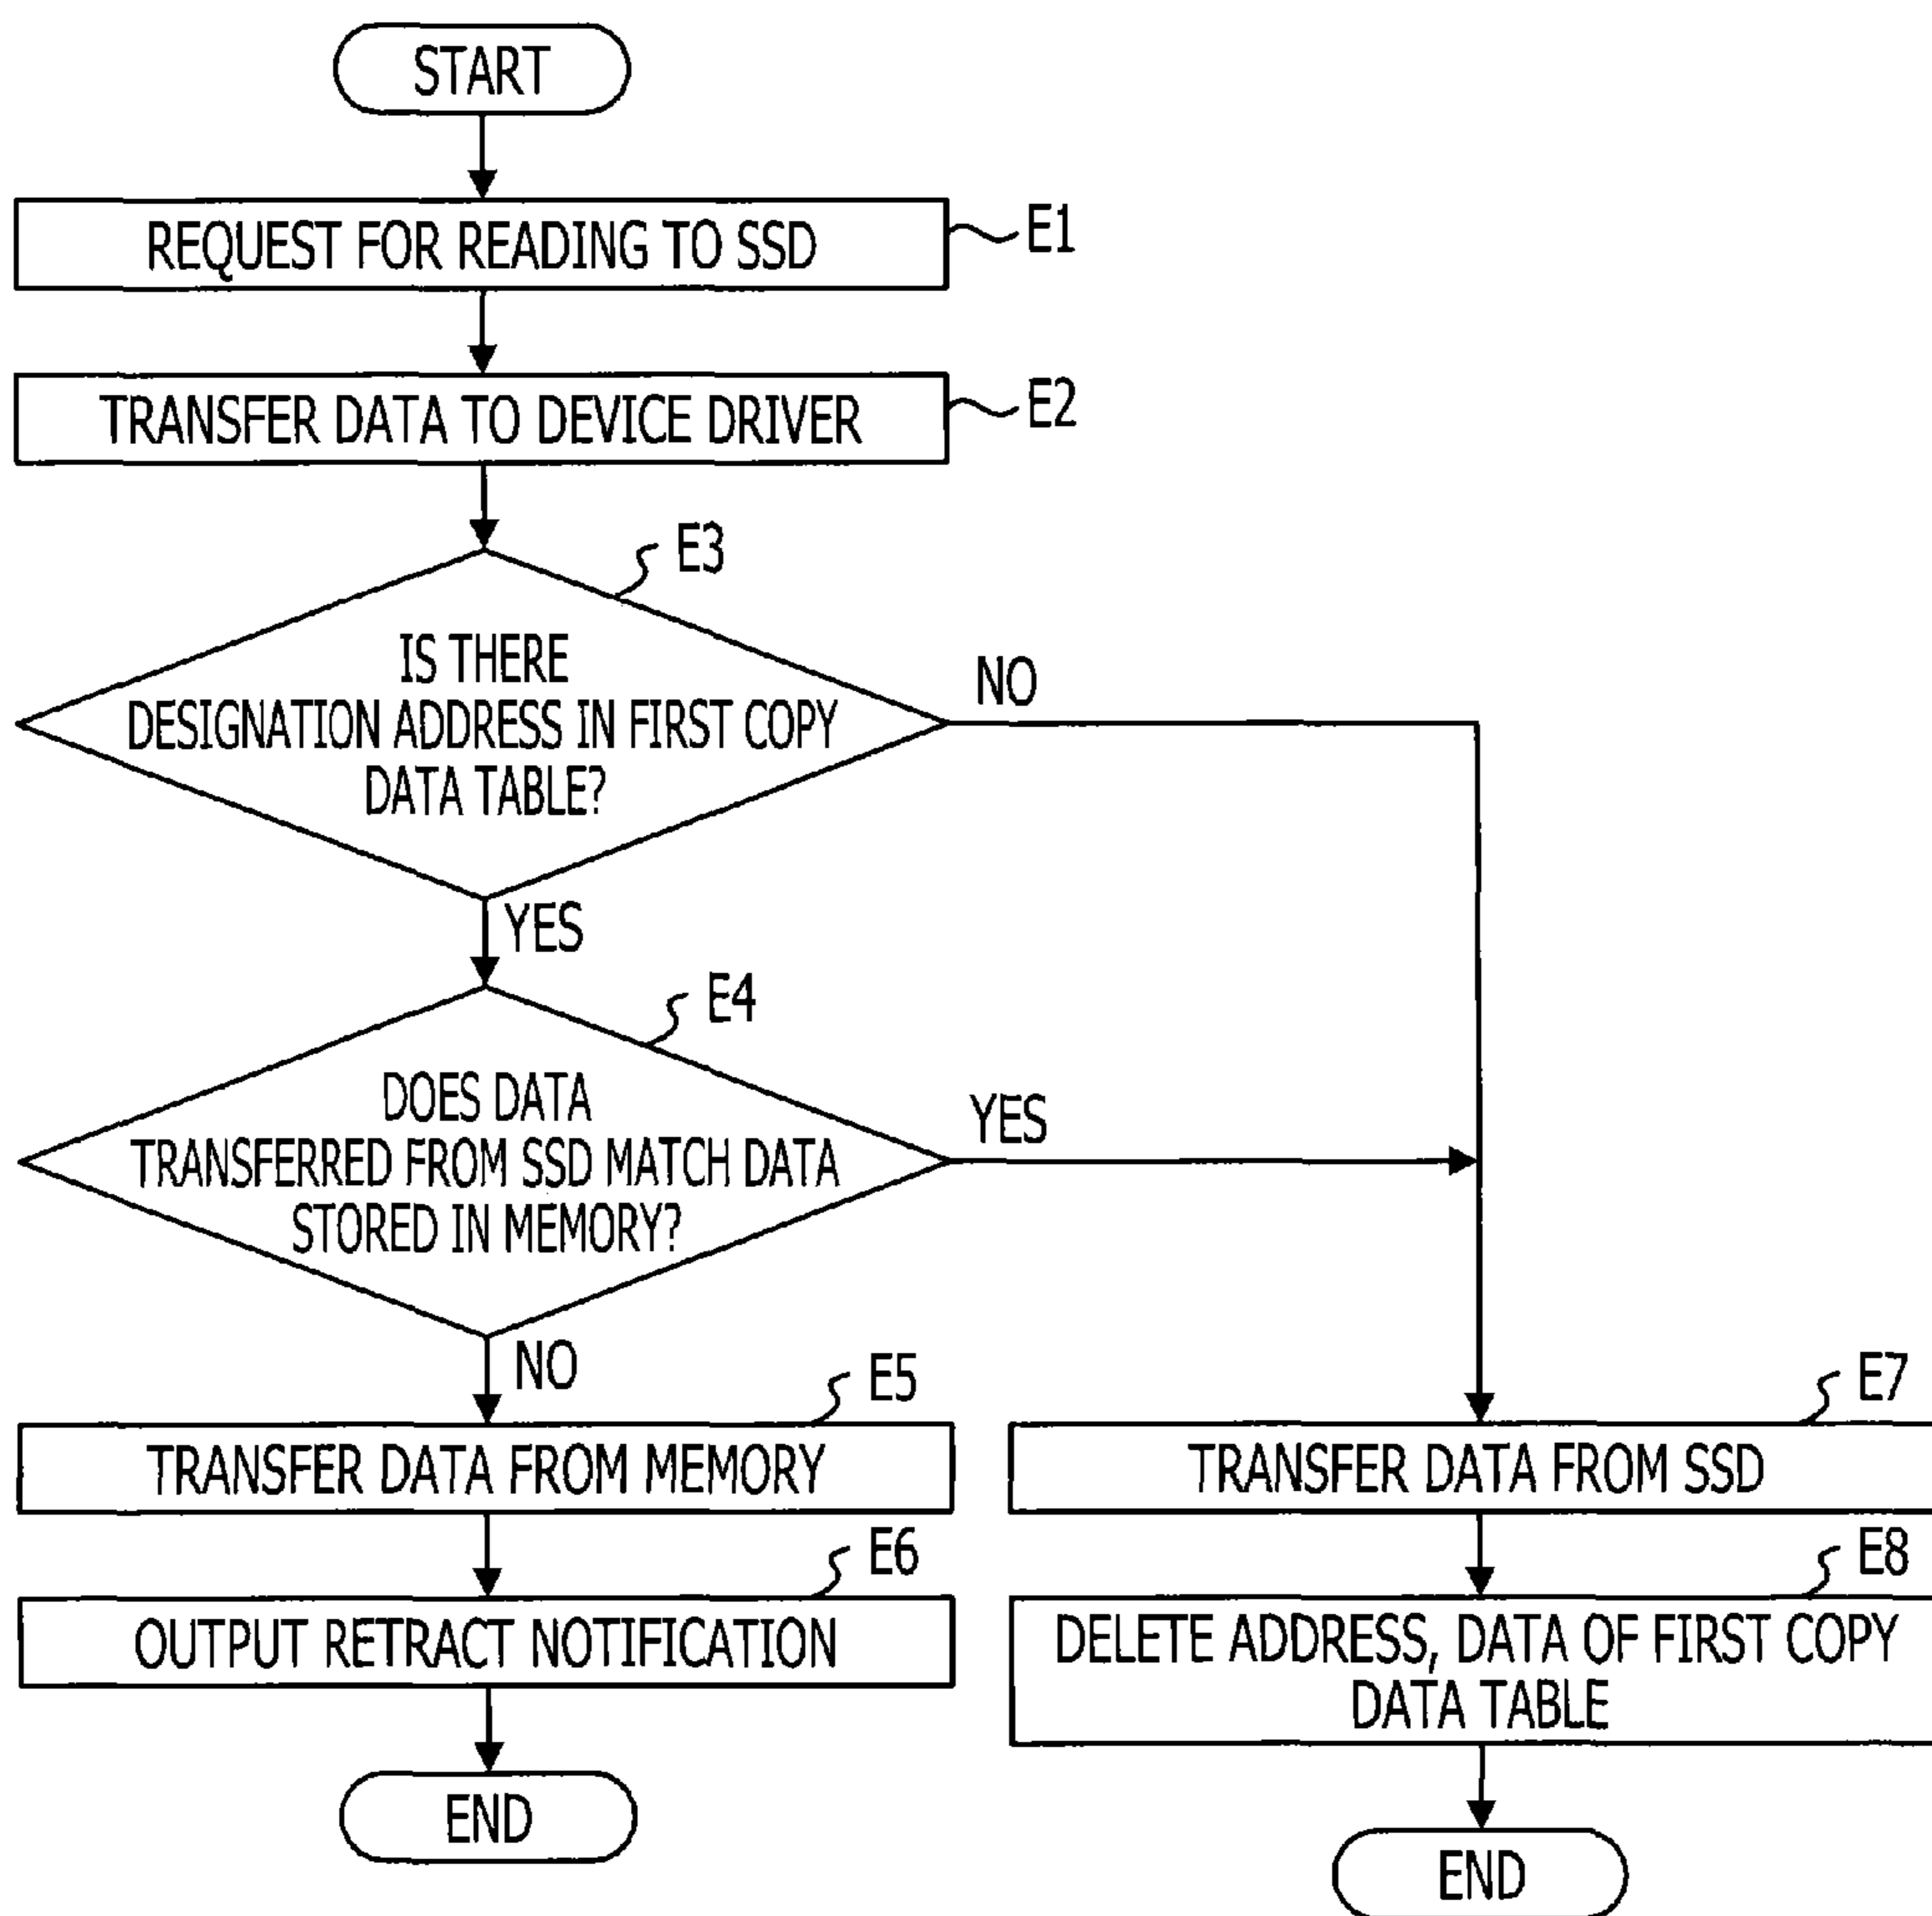 START
REQUEST FOR READING TO SSD
E1
TRANSFER DATA TO DEVICE DRIVER
E2
E3
IS THERE
DESIGNATION ADDRESS IN FIRST COPY
DATA TABLE?
NO
YES
E4
DOES DATA
TRANSFERRED FROM SSD MATCH DATA
STORED IN MEMORY?
YES
NO
E5
TRANSFER DATA FROM MEMORY
E7
TRANSFER DATA FROM SSD
E6
OUTPUT RETRACT NOTIFICATION
E8
DELETE ADDRESS, DATA OF FIRST COPY
DATA TABLE
END
END